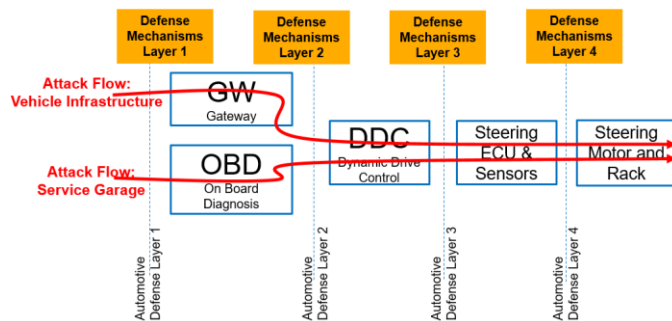 Defense
Mechanisms
Layer 1
Defense
Mechanisms
Layer 2
Defense
Mechanisms
Layer 3
Defense
Mechanisms
Layer 4
Attack Flow:
Vehicle Infrastructure
GW
Gateway
Attack Flow:
Service Garage
OBD
On Board
Diagnosis
DDC
Dynamic Drive
Control
Steering
ECU &
Sensors
Steering
Motor and
Rack
Automotive
Defense Layer 1
Automotive
Defense Layer 2
Automotive
Defense Layer 3
Automotive
Defense Layer 4